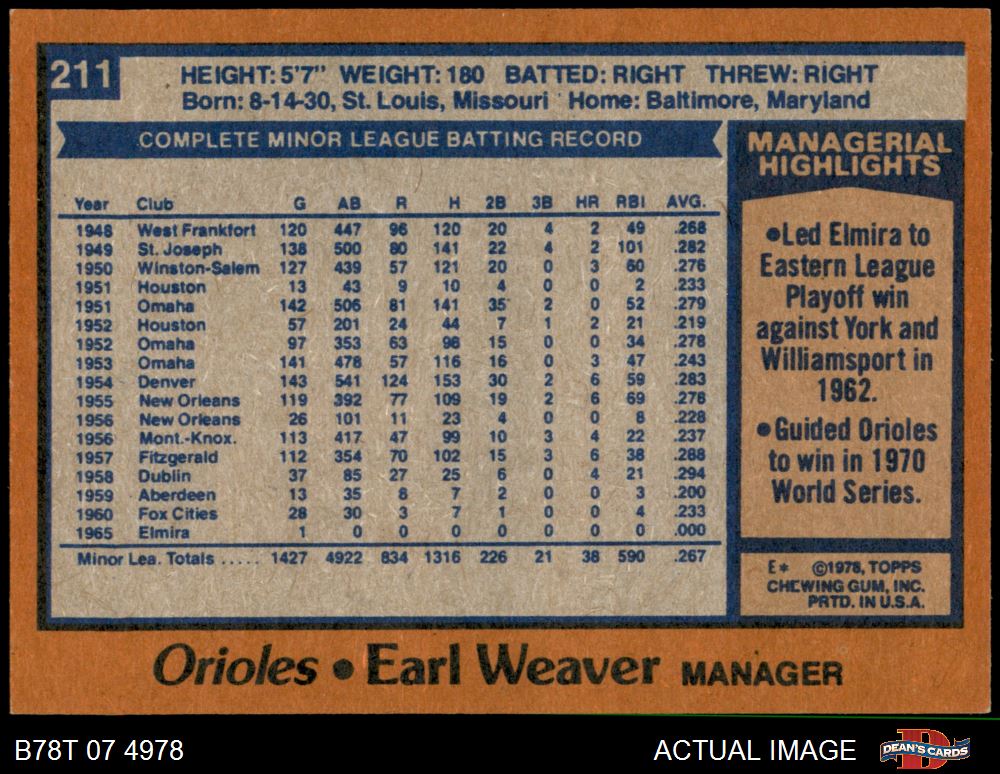 211
HEIGHT: 5'7" WEIGHT: 180 BATTED: RIGHT THREW: RIGHT
Born: 8-14-30, St. Louis, Missouri Home: Baltimore, Maryland
COMPLETE MINOR LEAGUE BATTING RECORD
Year Club G AB R H 2B 3B HR RBI AVG.
1948 West Frankfort 120 447 96 120 20 4 2 49 .268
1949 St. Joseph 138 500 80 141 22 4 2 101 .282
1950 Winston-Salem 127 439 57 121 20 0 3 60 .276
1951 Houston 13 43 9 10 4 0 0 2 .233
1951 Omaha 142 506 81 141 35 2 0 52 .279
1952 Houston 57 201 24 44 7 1 2 21 .219
1952 Omaha 97 353 63 98 15 0 0 34 .278
1953 Omaha 141 478 57 116 16 0 3 47 .243
1954 Denver 143 541 124 153 30 2 6 59 .283
1955 New Orleans 119 392 77 109 19 2 6 69 .278
1956 New Orleans 26 101 11 23 4 0 0 8 .228
1956 Mont.-Knox. 113 417 47 99 10 3 4 22 .237
1957 Fitzgerald 112 354 70 102 15 3 6 38 .288
1958 Dublin 37 85 27 25 6 0 4 21 .294
1959 Aberdeen 13 35 8 7 2 0 0 3 .200
1960 Fox Cities 28 30 3 7 1 0 0 4 .233
1965 Elmira 1 0 0 0 0 0 0 0 .000
Minor Lea. Totals ..... 1427 4922 834 1316 226 21 38 590 .267
MANAGERIAL
HIGHLIGHTS
•Led Elmira to
Eastern League
Playoff win
against York and
Williamsport in
1962.
•Guided Orioles
to win in 1970
World Series.
E* ©1978, TOPPS
CHEWING GUM, INC.
PRTD. IN U.S.A.
Orioles • Earl Weaver MANAGER
B78T 07 4978
ACTUAL IMAGE
DEAN'S CARDS